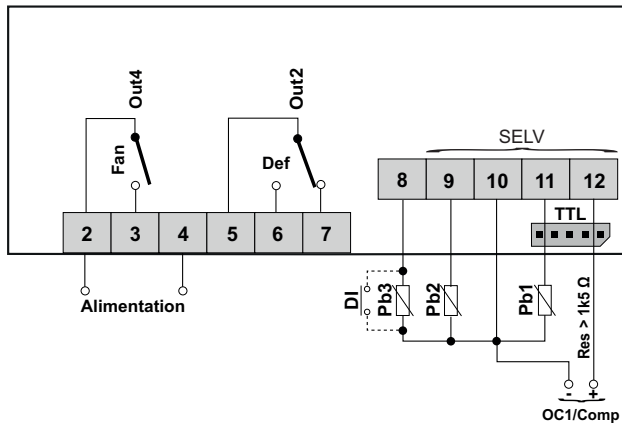 Out4
Out2
SELV
Fan
Def
8 9 10 11 12
TTL
2 3 4 5 6 7
Alimentation
DI
Pb3
Pb2
Pb1
Res > 1k5 Ω
- +
OC1/Comp